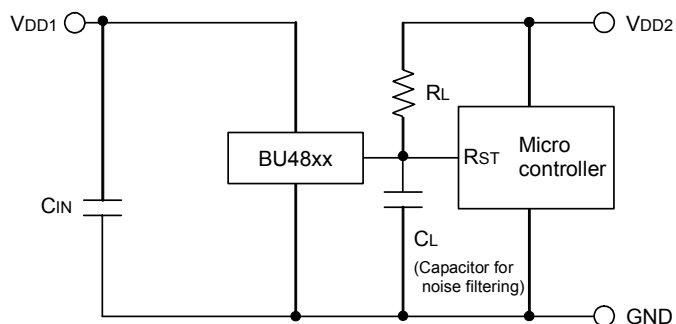 VDD1
VDD2
RL
BU48xx
RST
Micro
controller
CIN
CL
(Capacitor for
noise filtering)
GND